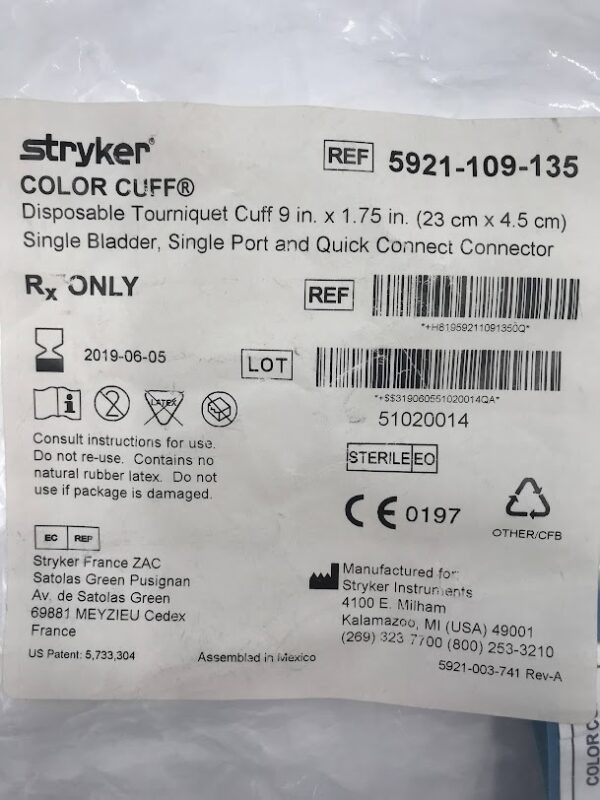 stryker®
REF 5921-109-135
COLOR CUFF®
Disposable Tourniquet Cuff 9 in. x 1.75 in. (23 cm x 4.5 cm)
Single Bladder, Single Port and Quick Connect Connector
Rx ONLY
REF
*+H81959211091350Q*
2019-06-05
LOT
*+$$319060551020014QA*
51020014
i
LATEX
2
Consult instructions for use.
Do not re-use. Contains no
natural rubber latex. Do not
use if package is damaged.
STERILE EO
CE 0197
OTHER/CFB
EC REP
Stryker France ZAC
Satolas Green Pusignan
Av. de Satolas Green
69881 MEYZIEU Cedex
France
Manufactured for:
Stryker Instruments
4100 E. Milham
Kalamazoo, MI (USA) 49001
(269) 323 7700 (800) 253-3210
US Patent: 5,733,304
Assembled in Mexico
5921-003-741 Rev-A